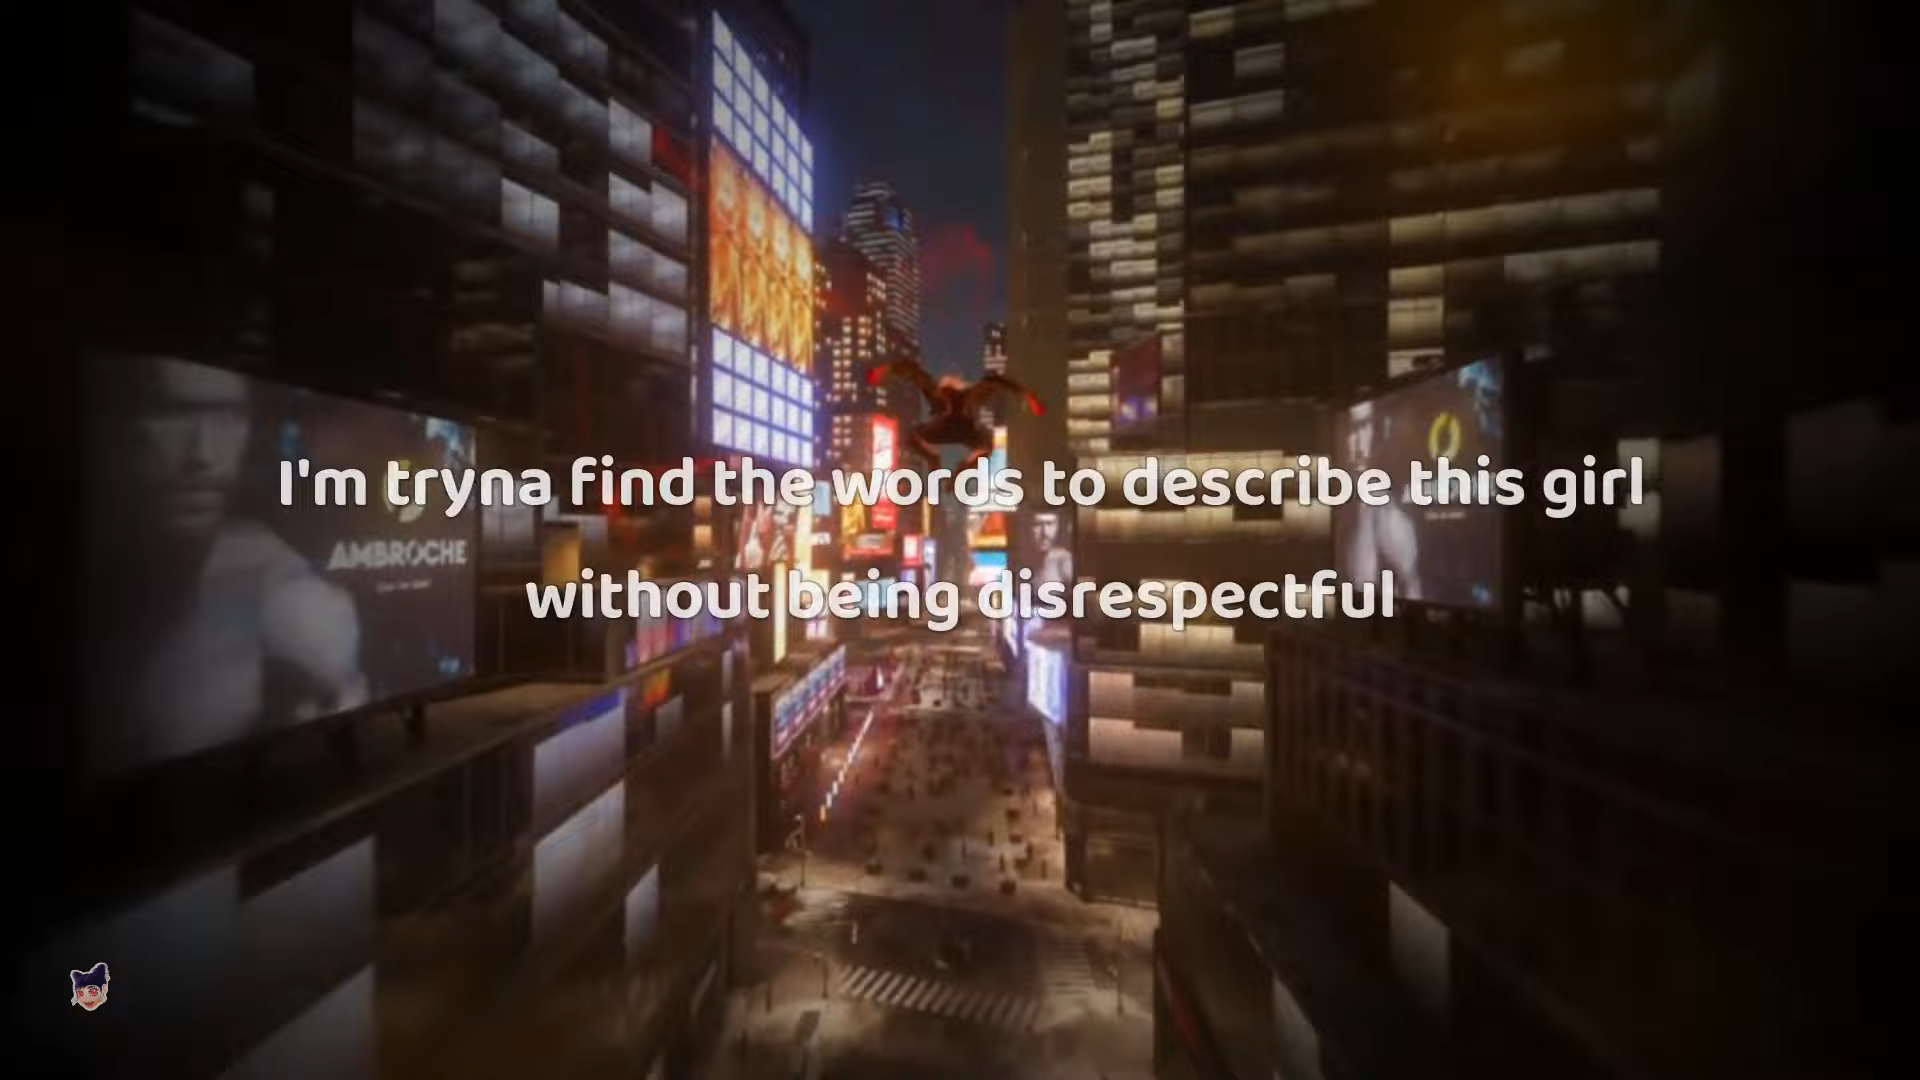 I'm tryna find the words to describe this girl
without being disrespectful
AMBROCHE